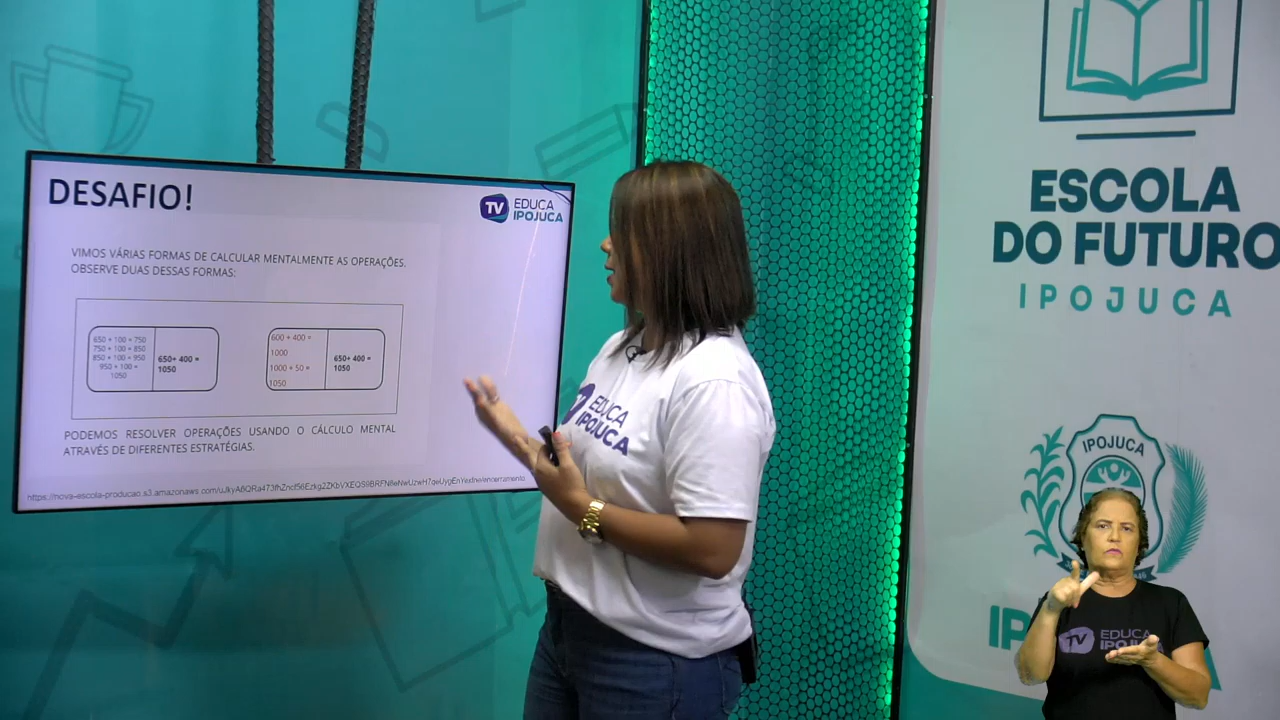 DESAFIO!
TV EDUCA
IPOJUCA
VIMOS VÁRIAS FORMAS DE CALCULAR MENTALMENTE AS OPERAÇÕES.
OBSERVE DUAS DESSAS FORMAS:
650 + 100 = 750
750 + 100 = 850
850 + 100 = 950
950 + 100 =
1050
650+ 400 =
1050
600 + 400 =
1000
1000 + 50 =
1050
650+ 400 =
1050
PODEMOS RESOLVER OPERAÇÕES USANDO O CÁLCULO MENTAL
ATRAVÉS DE DIFERENTES ESTRATÉGIAS.
EDUCA
IPOJUCA
ESCOLA
DO FUTURO
IPOJUCA
IPOJUCA
TV EDUCA